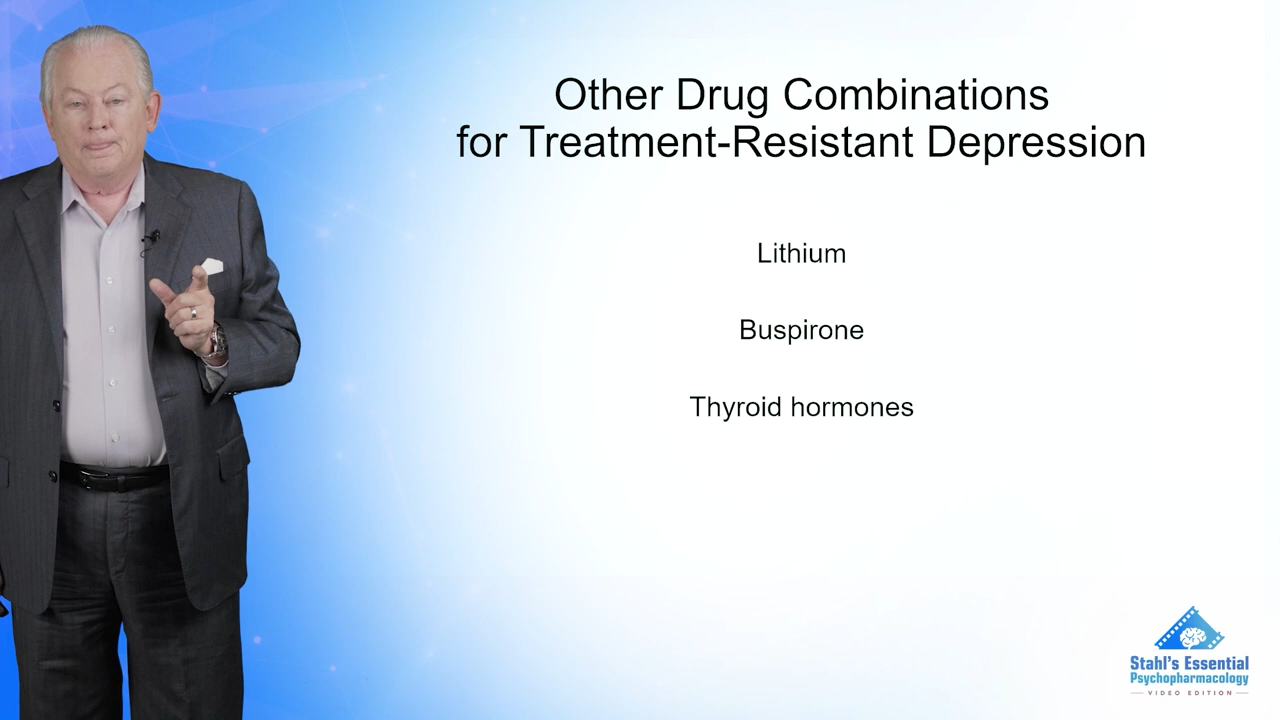 Other Drug Combinations
for Treatment-Resistant Depression
Lithium
Buspirone
Thyroid hormones
Stahl's Essential
Psychopharmacology
VIDEO EDITION